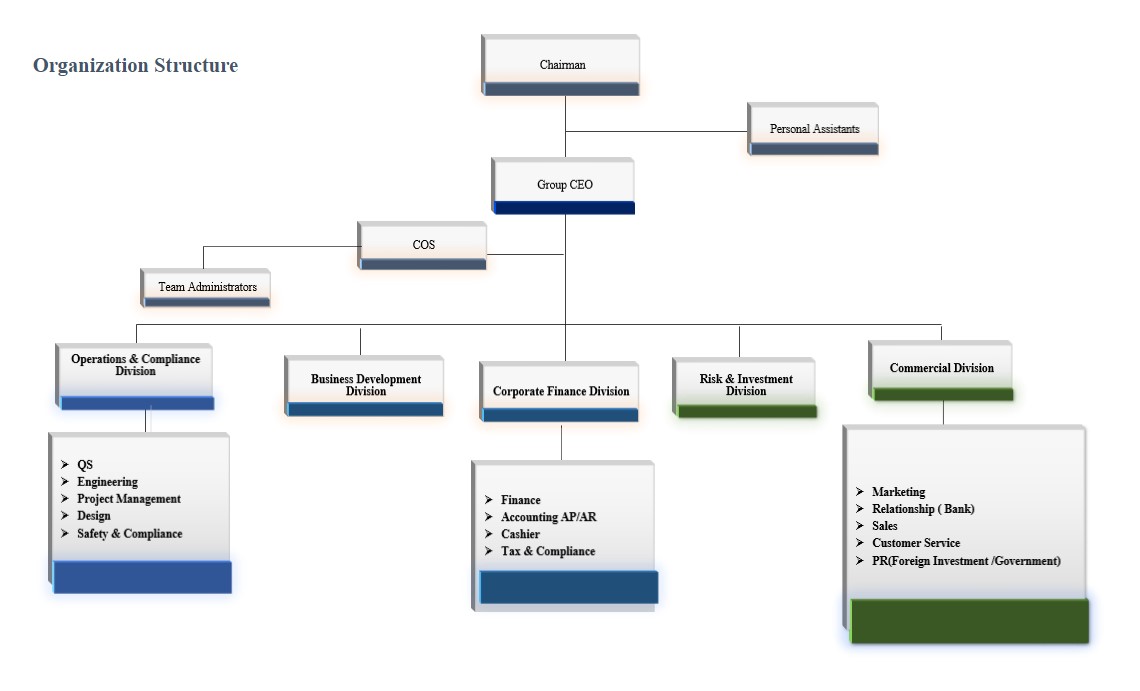 Organization Structure
Chairman
Personal Assistants
Group CEO
COS
Team Administrators
Operations & Compliance
Division
Business Development
Division
Corporate Finance Division
Risk & Investment
Division
Commercial Division
QS
Engineering
Project Management
Design
Safety & Compliance
Finance
Accounting AP/AR
Cashier
Tax & Compliance
Marketing
Relationship ( Bank)
Sales
Customer Service
PR(Foreign Investment /Government)